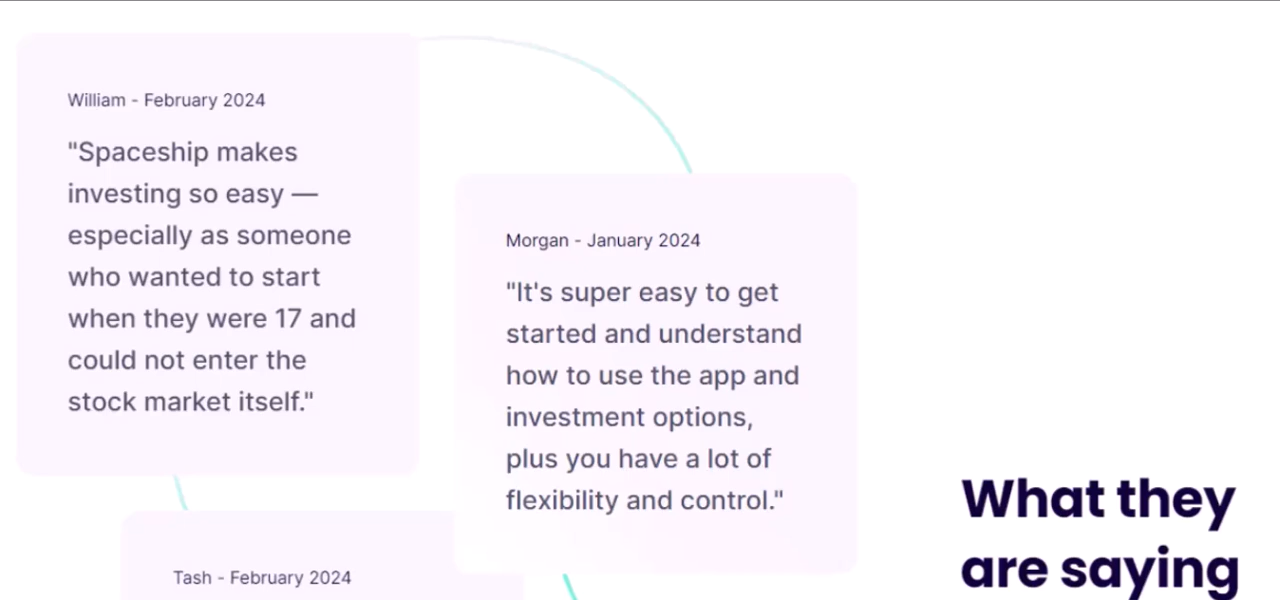 William - February 2024
"Spaceship makes
investing so easy —
especially as someone
who wanted to start
when they were 17 and
could not enter the
stock market itself."
Morgan - January 2024
"It's super easy to get
started and understand
how to use the app and
investment options,
plus you have a lot of
flexibility and control."
Tash - February 2024
What they
are saying